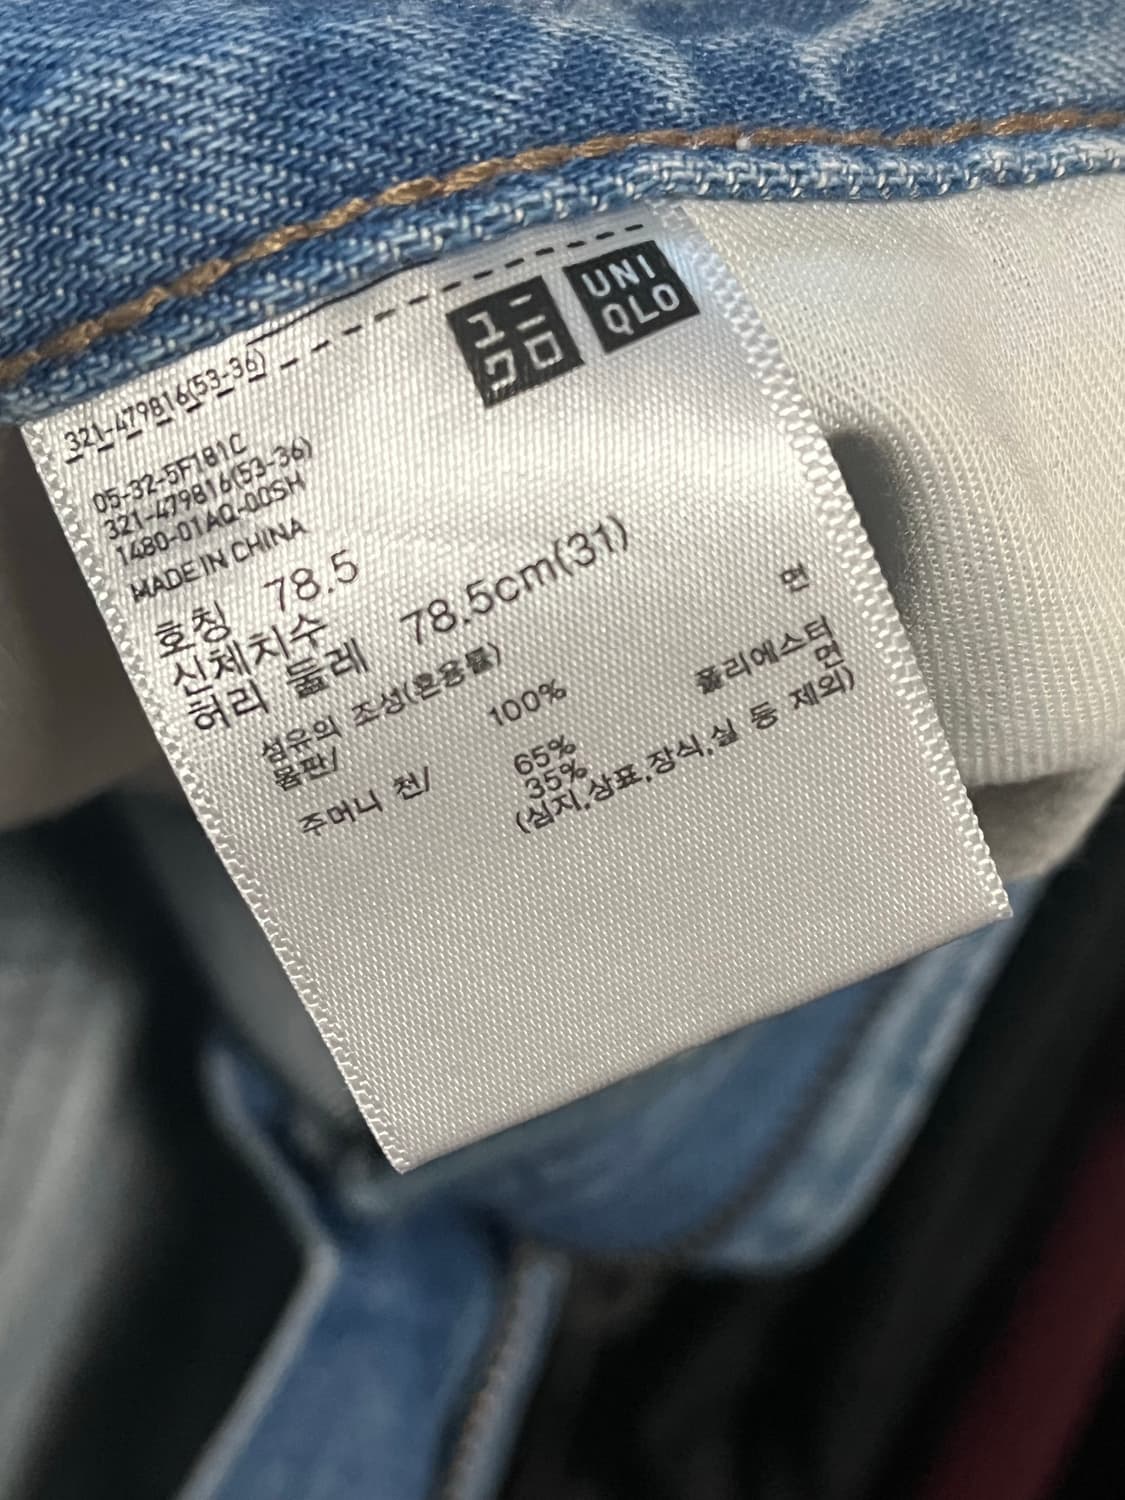 ユニ
クロ
UNI
QLO
321-479816(53-36)
05-32-5F181C
321-479816(53-36)
1480-01AQ-00SH
MADE IN CHINA
호칭 78.5
신체치수
허리 둘레 78.5cm(31)
섬유의 조성(혼용률)
몸판/ 100% 면
주머니 천/ 65% 폴리에스터
35% 면
(심지,상표,장식,실 등 제외)